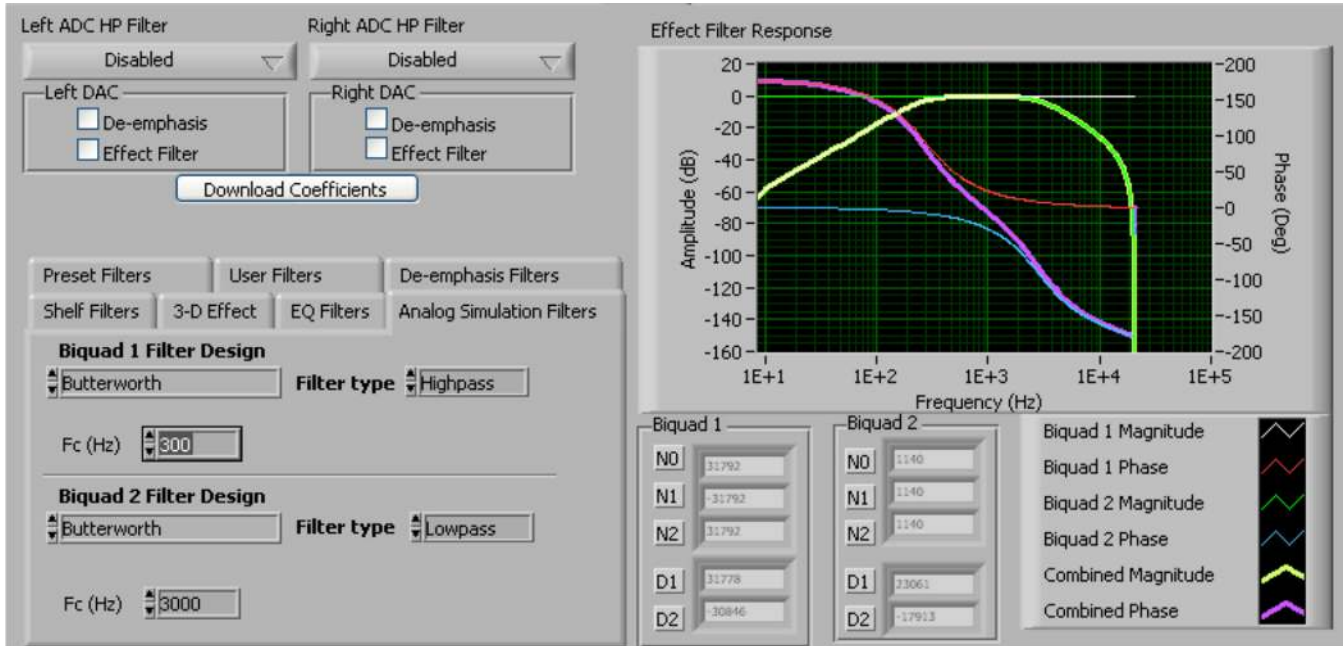 Left ADC HP Filter
Right ADC HP Filter
Disabled
Disabled
Left DAC
Right DAC
De-emphasis
De-emphasis
Effect Filter
Effect Filter
Download Coefficients
Preset Filters
User Filters
De-emphasis Filters
Shelf Filters
3-D Effect
EQ Filters
Analog Simulation Filters
Biquad 1 Filter Design
Butterworth
Filter type
Highpass
Fc (Hz)
300
Biquad 2 Filter Design
Butterworth
Filter type
Lowpass
Fc (Hz)
3000
Effect Filter Response
Amplitude (dB)
20
0
-20
-40
-60
-80
-100
-120
-140
-160
-200
-150
-100
-50
-0
--50
--100
--150
--200
Phase (Deg)
1E+1
1E+2
1E+3
1E+4
1E+5
Frequency (Hz)
Biquad 1
N0
31792
N1
-31792
N2
31792
D1
31778
D2
-30846
Biquad 2
N0
1140
N1
1140
N2
1140
D1
23061
D2
-17913
Biquad 1 Magnitude
Biquad 1 Phase
Biquad 2 Magnitude
Biquad 2 Phase
Combined Magnitude
Combined Phase